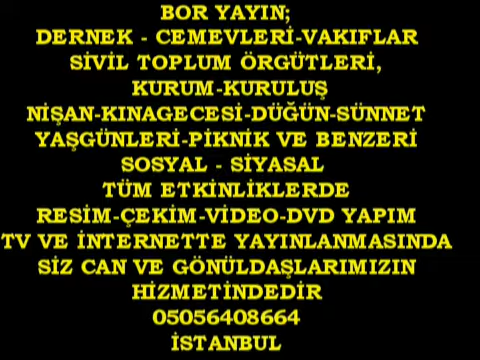 BOR YAYIN;
DERNEK - CEMEVLERİ-VAKIFLAR
SİVİL TOPLUM ÖRGÜTLERİ,
KURUM-KURULUŞ
NİŞAN-KINAGECESİ-DÜĞÜN-SÜNNET
YAŞGÜNLERİ-PİKNİK VE BENZERİ
SOSYAL - SİYASAL
TÜM ETKİNLİKLERDE
RESİM-ÇEKİM-VİDEO-DVD YAPIM
TV VE İNTERNETTE YAYINLANMASINDA
SİZ CAN VE GÖNÜLDAŞLARIMIZIN
HİZMETİNDEDİR
05056408664
İSTANBUL